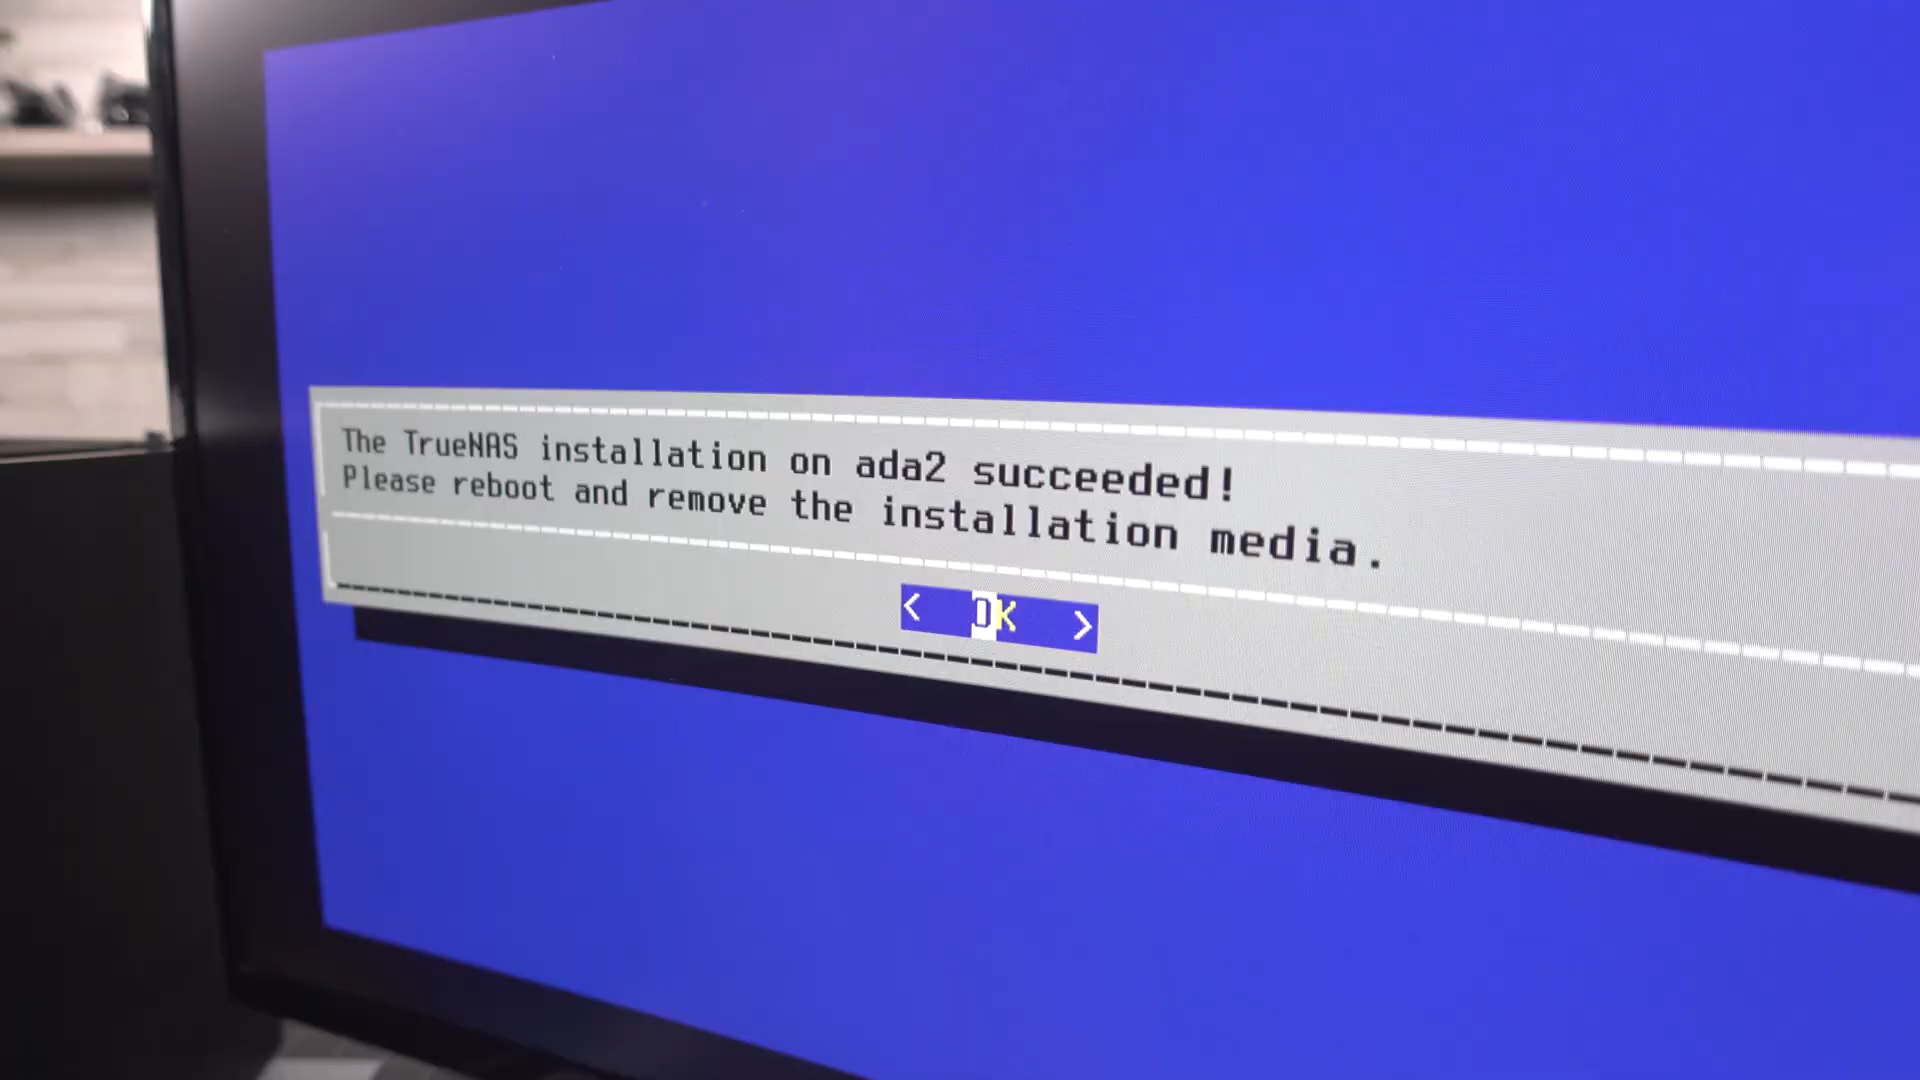 The TrueNAS installation on ada2 succeeded!
Please reboot and remove the installation media.
< OK >